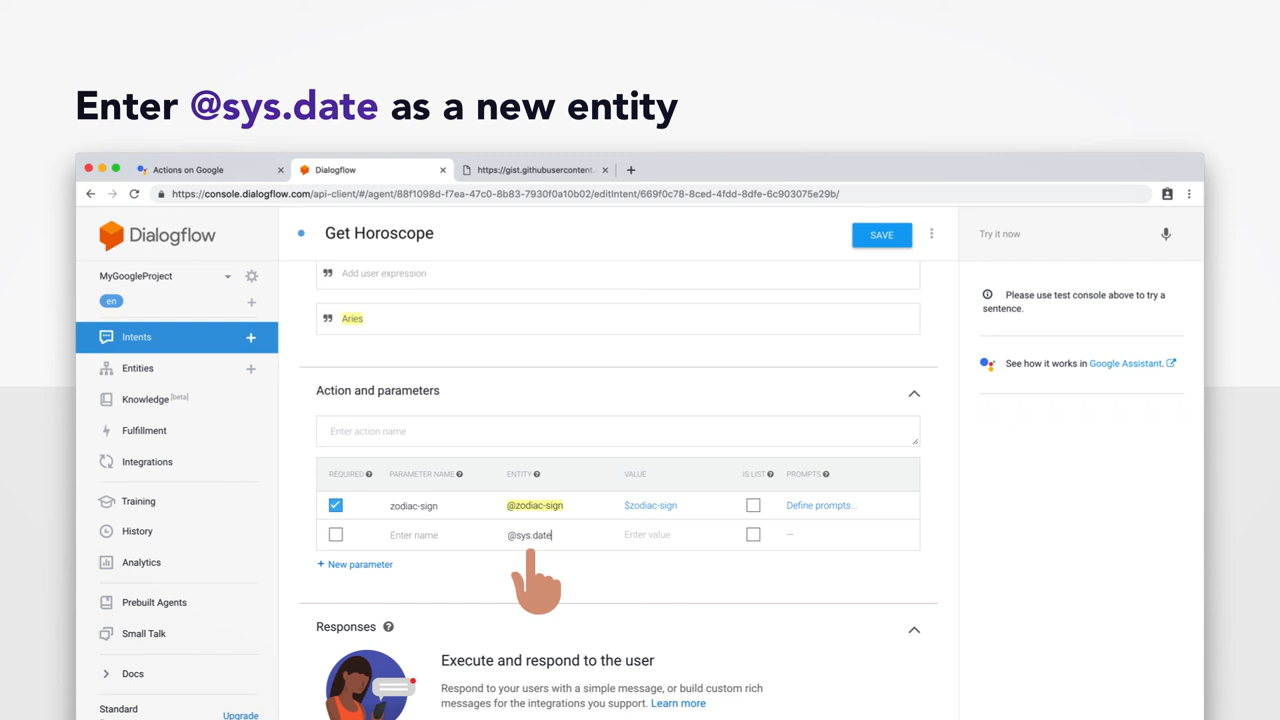 Enter @sys.date as a new entity
Actions on Google
Dialogflow
https://gist.githubusercontent.
https://console.dialogflow.com/api-client/#/agent/88f1098d-f7ea-47c0-8b83-7930f0a10b02/editIntent/669f0c78-8ced-4fdd-8dfe-6c903075e29b/
Dialogflow
Get Horoscope
SAVE
Try it now
MyGoogleProject
en
Add user expression
Aries
Please use test console above to try a
sentence.
See how it works in Google Assistant.
Intents
Entities
Knowledge [beta]
Fulfillment
Integrations
Training
History
Analytics
Prebuilt Agents
Small Talk
Docs
Standard
Upgrade
Action and parameters
Enter action name
REQUIRED PARAMETER NAME ENTITY VALUE IS LIST PROMPTS
zodiac-sign @zodiac-sign $zodiac-sign Define prompts...
Enter name @sys.date Enter value –
+ New parameter
Responses
Execute and respond to the user
Respond to your users with a simple message, or build custom rich
messages for the integrations you support. Learn more